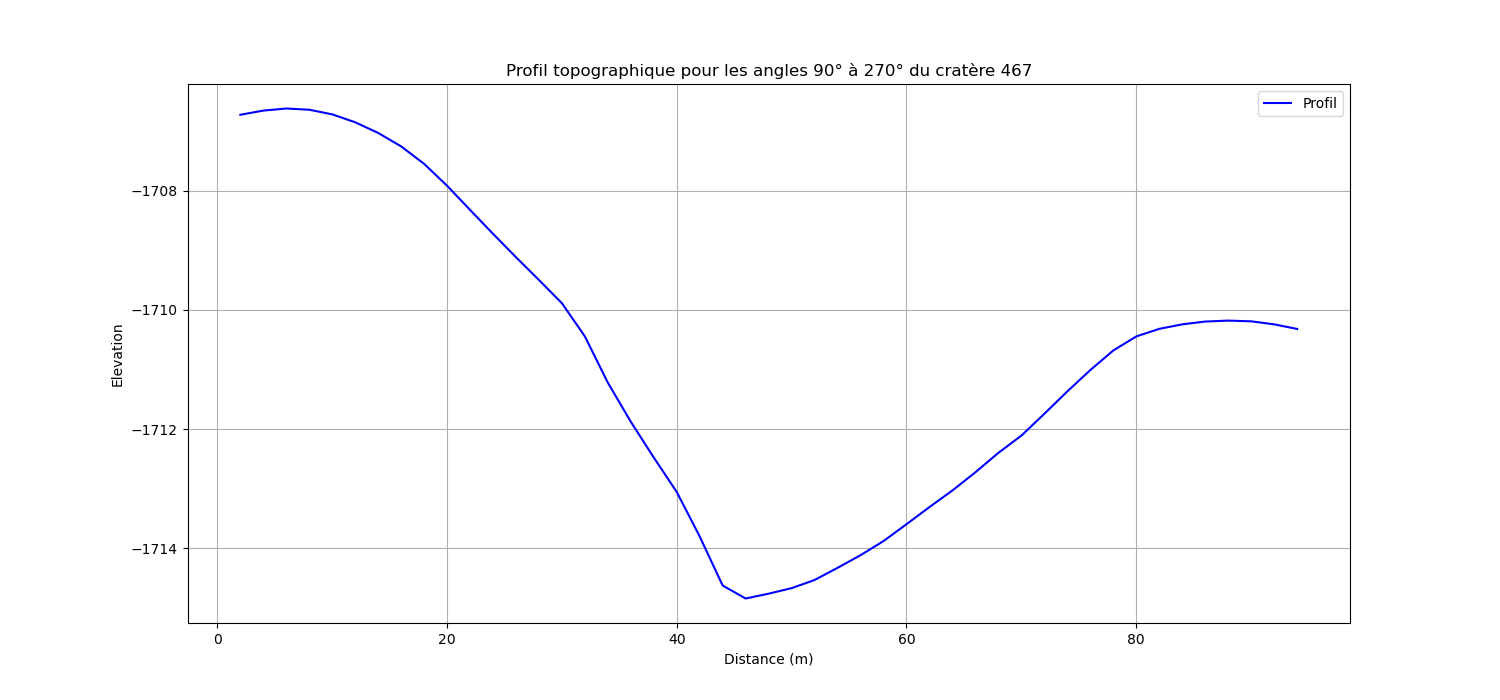 Profil topographique pour les angles 90° à 270° du cratère 467
Profil
−1708
−1710
−1712
−1714
Elevation
0 20 40 60 80
Distance (m)